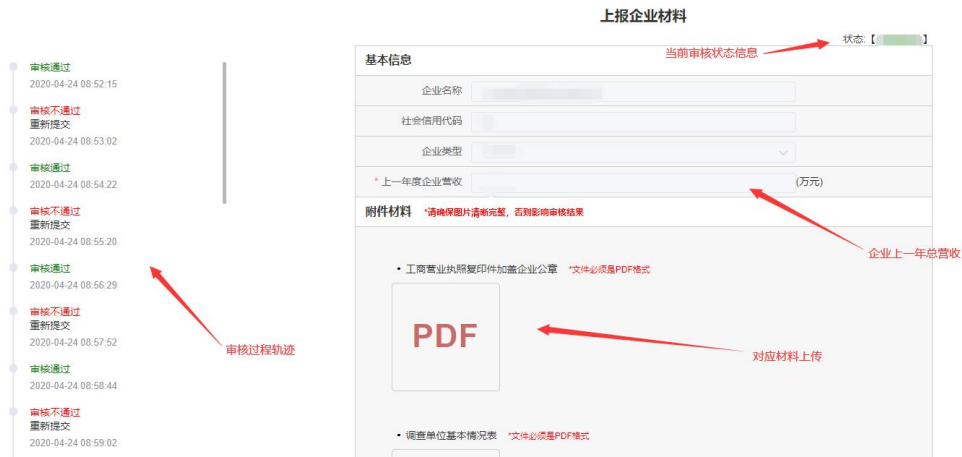 上报企业材料
状态:【 】
当前审核状态信息
审核通过
2020-04-24 08:52:15
审核不通过
重新提交
2020-04-24 08:53:02
审核通过
2020-04-24 08:54:22
审核不通过
重新提交
2020-04-24 08:55:20
审核通过
2020-04-24 08:56:29
审核不通过
重新提交
2020-04-24 08:57:52
审核通过
2020-04-24 08:58:44
审核不通过
重新提交
2020-04-24 08:59:02
审核过程轨迹
基本信息
企业名称
社会信用代码
企业类型
*上一年度企业营收 (万元)
企业上一年总营收
附件材料 *请确保图片清晰完整，否则影响审核结果
• 工商营业执照复印件加盖企业公章 *文件必须是PDF格式
PDF
对应材料上传
• 调查单位基本情况表 *文件必须是PDF格式